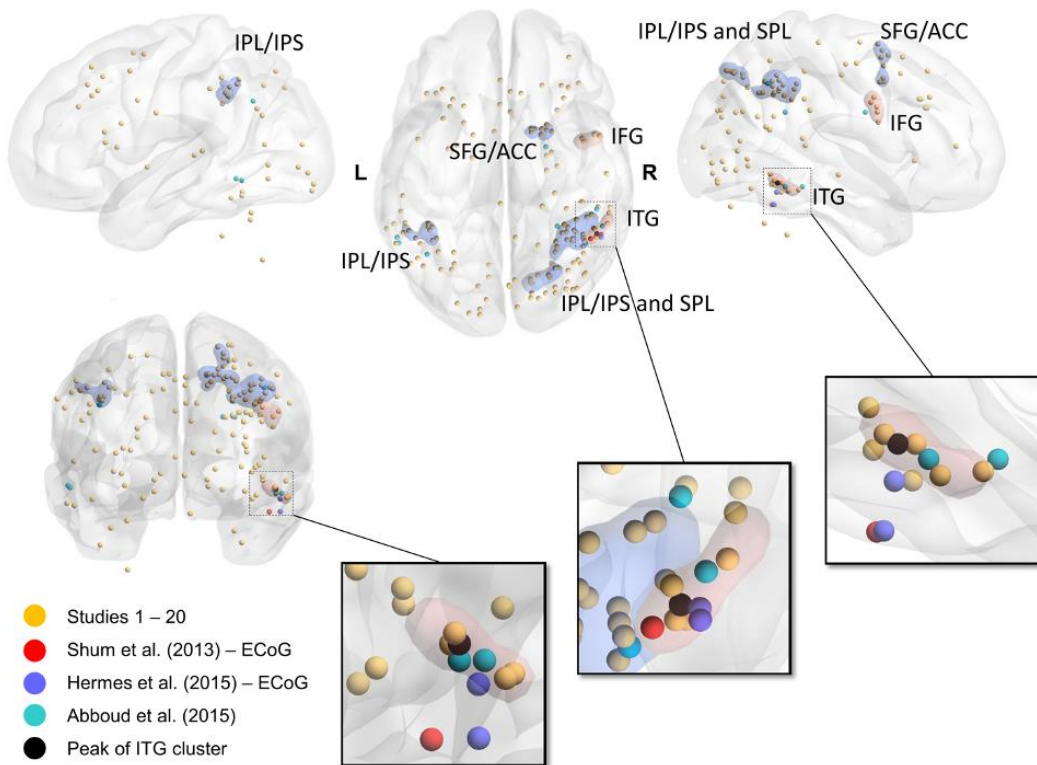 IPL/IPS
SFG/ACC
IFG
L
R
ITG
IPL/IPS
IPL/IPS and SPL
IPL/IPS and SPL
SFG/ACC
IFG
ITG
Studies 1 – 20
Shum et al. (2013) – ECoG
Hermes et al. (2015) – ECoG
Abboud et al. (2015)
Peak of ITG cluster